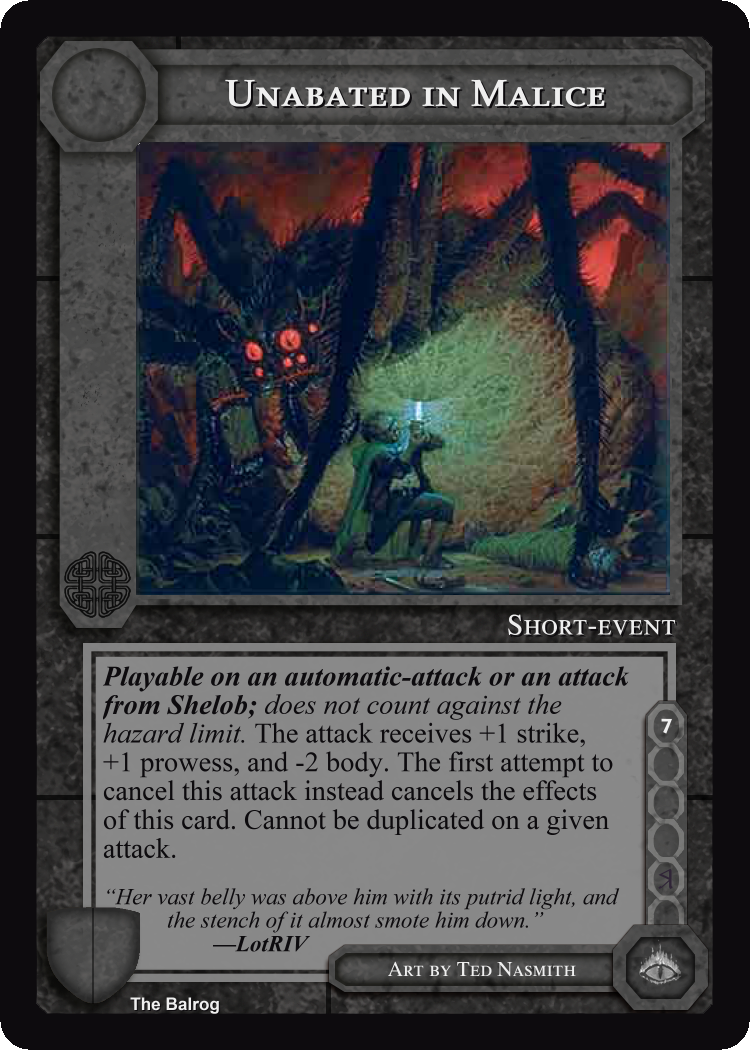 Unabated in Malice
Short-event
Playable on an automatic-attack or an attack
from Shelob; does not count against the
hazard limit. The attack receives +1 strike,
+1 prowess, and -2 body. The first attempt to
cancel this attack instead cancels the effects
of this card. Cannot be duplicated on a given
attack.
7
"Her vast belly was above him with its putrid light, and
the stench of it almost smote him down."
—LotRIV
Art by Ted Nasmith
The Balrog